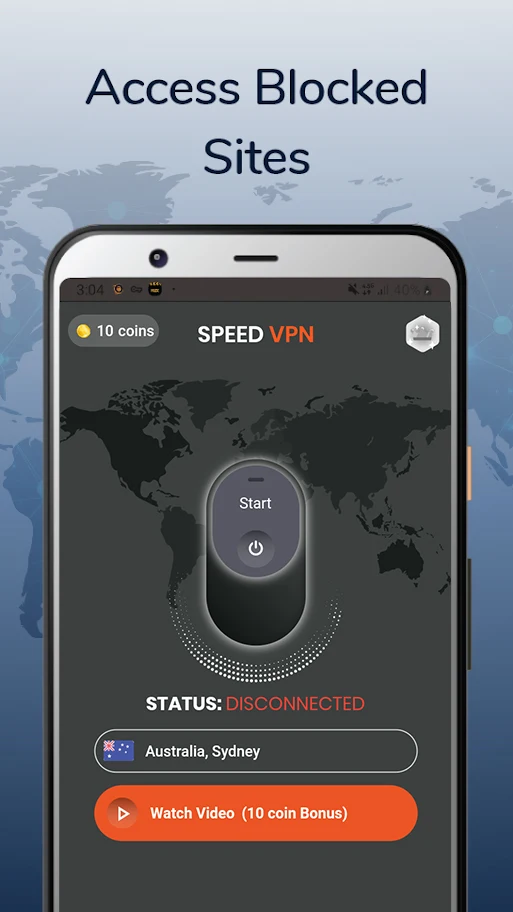 Access Blocked
Sites
3:04 40%
10 coins
SPEED VPN
Start
STATUS: DISCONNECTED
Australia, Sydney
Watch Video (10 coin Bonus)